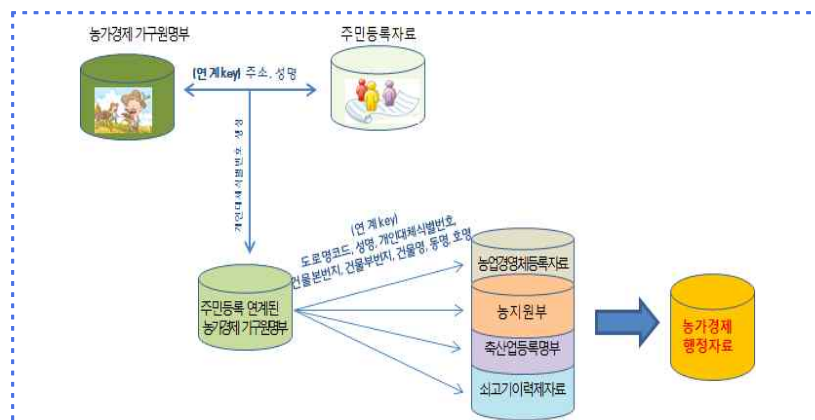 농가경제 가구원명부
주민등록자료
(연계key) 주소, 성명
개인대체식별번호 생성
(연계key)
도로명코드, 성명, 개인대체식별번호
건물본번지, 건물부번지, 건물명, 동명, 호명
주민등록 연계된
농가경제 가구원명부
농업경영체등록자료
농지원부
축산업등록명부
쇠고기이력제자료
농가경제
행정자료